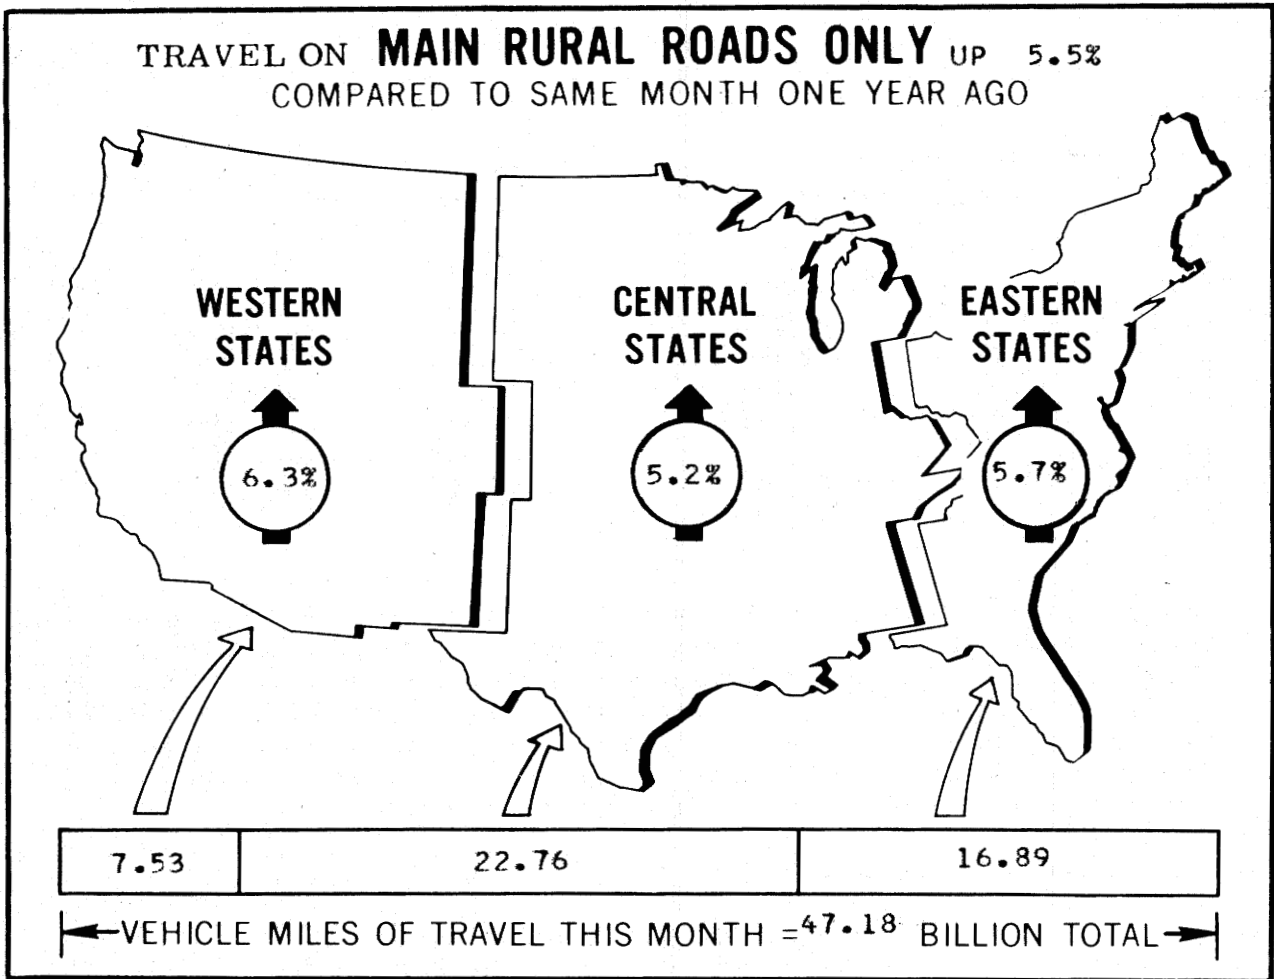 TRAVEL ON MAIN RURAL ROADS ONLY UP 5.5%
COMPARED TO SAME MONTH ONE YEAR AGO
WESTERN
STATES
6.3%
CENTRAL
STATES
5.2%
EASTERN
STATES
5.7%
7.53
22.76
16.89
VEHICLE MILES OF TRAVEL THIS MONTH = 47.18 BILLION TOTAL